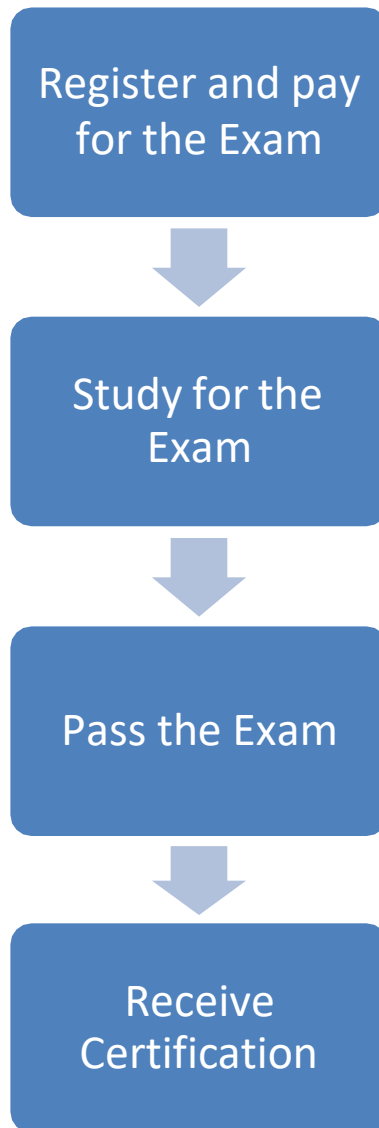 Register and pay
for the Exam
Study for the
Exam
Pass the Exam
Receive
Certification